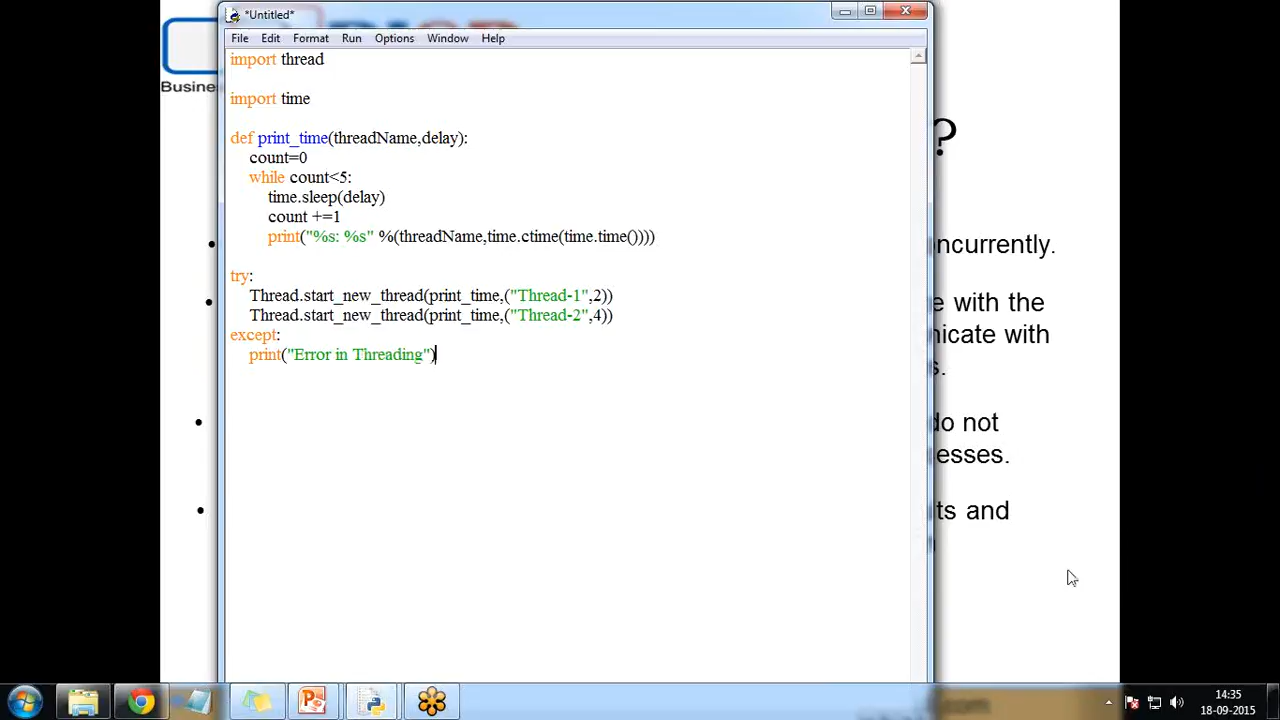 *Untitled*
File Edit Format Run Options Window Help
import thread
import time
def print_time(threadName,delay):
count=0
while count<5:
time.sleep(delay)
count +=1
print("%s: %s" %(threadName,time.ctime(time.time())))
try:
Thread.start_new_thread(print_time,("Thread-1",2))
Thread.start_new_thread(print_time,("Thread-2",4))
except:
print("Error in Threading")
Busine
?
ncurrently.
e with the
nicate with
s.
do not
esses.
ts and
14:35
18-09-2015